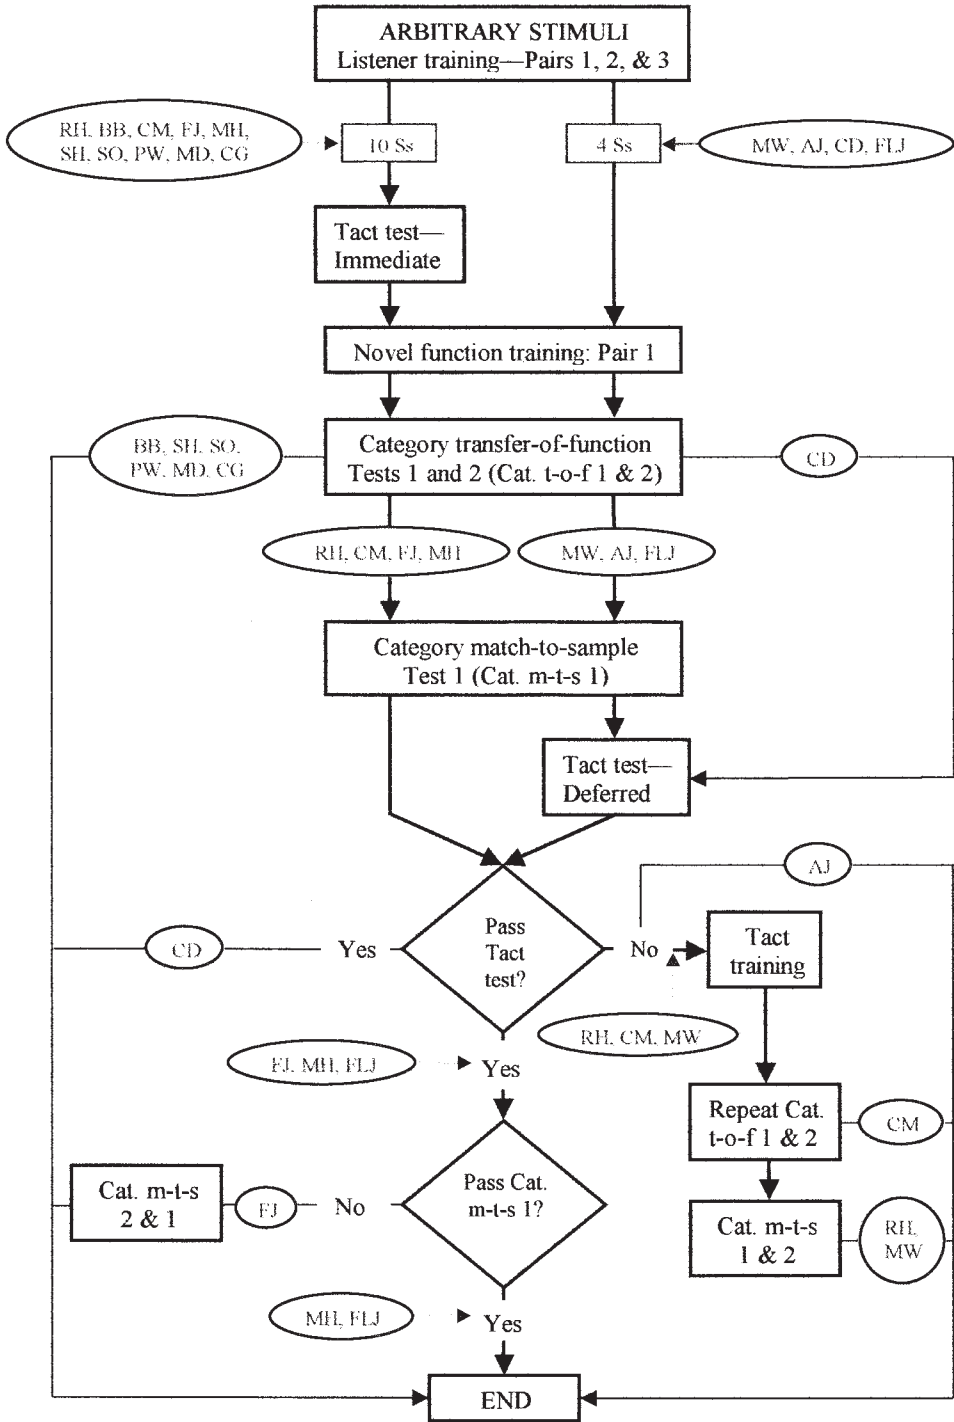 ARBITRARY STIMULI
Listener training—Pairs 1, 2, & 3
RH, BB, CM, FJ, MH,
SH, SO, PW, MD, CG
10 Ss
4 Ss
MW, AJ, CD, FLJ
Tact test—
Immediate
Novel function training: Pair 1
BB, SH, SO,
PW, MD, CG
Category transfer-of-function
Tests 1 and 2 (Cat. t-o-f 1 & 2)
CD
RH, CM, FJ, MH
MW, AJ, FLJ
Category match-to-sample
Test 1 (Cat. m-t-s 1)
Tact test—
Deferred
AJ
CD
Yes
Pass
Tact
test?
No
Tact
training
RH, CM, MW
FJ, MH, FLJ
Yes
Repeat Cat.
t-o-f 1 & 2
CM
Cat. m-t-s
2 & 1
FJ
No
Pass Cat.
m-t-s 1?
Cat. m-t-s
1 & 2
RH,
MW
MH, FLJ
Yes
END